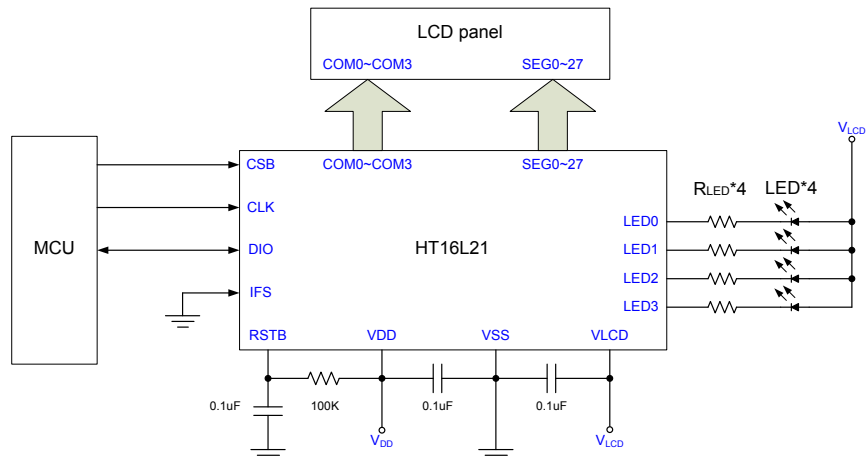 LCD panel
COM0~COM3 SEG0~27
VLCD
CSB COM0~COM3 SEG0~27
RLED*4 LED*4
CLK
LED0
MCU DIO HT16L21 LED1
LED2
IFS
LED3
RSTB VDD VSS VLCD
0.1uF 100K 0.1uF 0.1uF
VDD VLCD